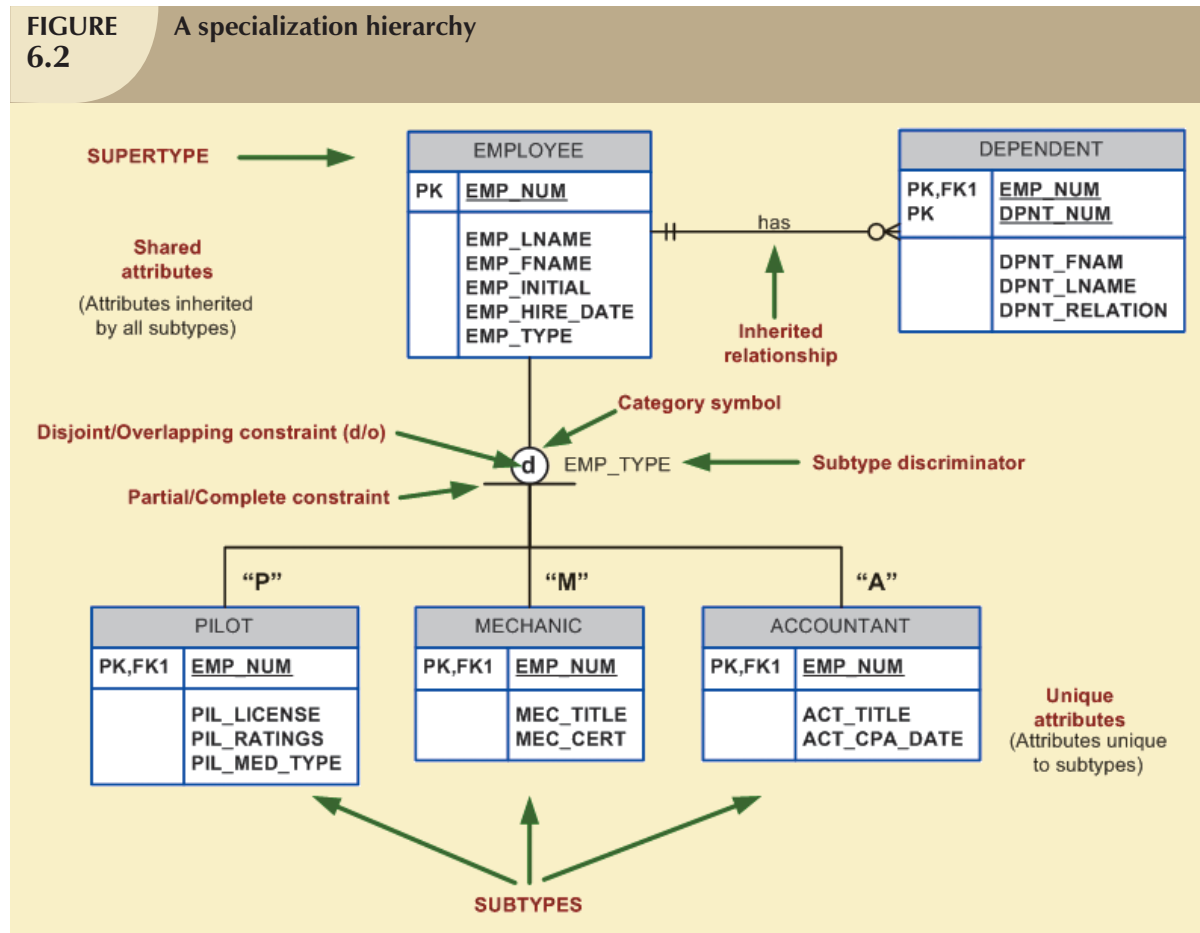 FIGURE
6.2
A specialization hierarchy
SUPERTYPE
EMPLOYEE
PK
EMP_NUM
EMP_LNAME
EMP_FNAME
EMP_INITIAL
EMP_HIRE_DATE
EMP_TYPE
DEPENDENT
PK,FK1
EMP_NUM
PK
DPNT_NUM
DPNT_FNAM
DPNT_LNAME
DPNT_RELATION
has
Shared
attributes
(Attributes inherited
by all subtypes)
Inherited
relationship
Category symbol
Disjoint/Overlapping constraint (d/o)
d
EMP_TYPE
Subtype discriminator
Partial/Complete constraint
“P”
“M”
“A”
PILOT
PK,FK1
EMP_NUM
PIL_LICENSE
PIL_RATINGS
PIL_MED_TYPE
MECHANIC
PK,FK1
EMP_NUM
MEC_TITLE
MEC_CERT
ACCOUNTANT
PK,FK1
EMP_NUM
ACT_TITLE
ACT_CPA_DATE
Unique
attributes
(Attributes unique
to subtypes)
SUBTYPES